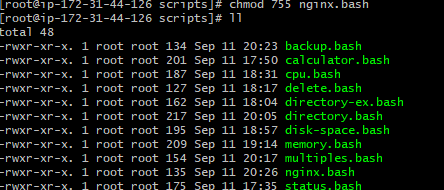 [root@ip-172-31-44-126 scripts]# chmod 755 nginx.bash
[root@ip-172-31-44-126 scripts]# ll
total 48
-rwxr-xr-x. 1 root root 134 Sep 11 20:23 backup.bash
-rwxr-xr-x. 1 root root 201 Sep 11 17:50 calculator.bash
-rwxr-xr-x. 1 root root 187 Sep 11 18:31 cpu.bash
-rwxr-xr-x. 1 root root 127 Sep 11 18:17 delete.bash
-rwxr-xr-x. 1 root root 162 Sep 11 18:04 directory-ex.bash
-rwxr-xr-x. 1 root root 217 Sep 11 20:05 directory.bash
-rwxr-xr-x. 1 root root 195 Sep 11 18:57 disk-space.bash
-rwxr-xr-x. 1 root root 209 Sep 11 19:14 memory.bash
-rwxr-xr-x. 1 root root 154 Sep 11 20:17 multiples.bash
-rwxr-xr-x. 1 root root 135 Sep 11 20:26 nginx.bash
-rwxr-xr-x. 1 root root 175 Sep 11 17:35 status.bash